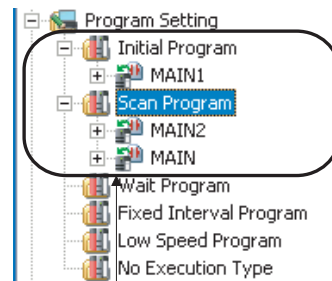 Program Setting
Initial Program
MAIN1
Scan Program
MAIN2
MAIN
Wait Program
Fixed Interval Program
Low Speed Program
No Execution Type